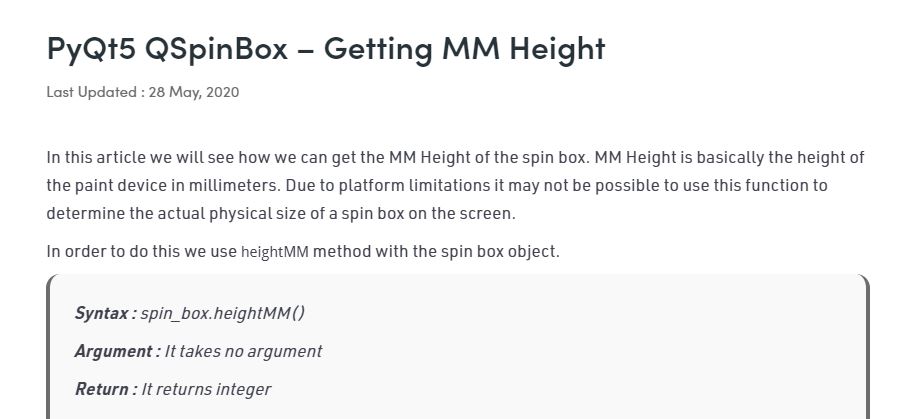 PyQt5 QSpinBox – Getting MM Height
Last Updated : 28 May, 2020
In this article we will see how we can get the MM Height of the spin box. MM Height is basically the height of
the paint device in millimeters. Due to platform limitations it may not be possible to use this function to
determine the actual physical size of a spin box on the screen.
In order to do this we use heightMM method with the spin box object.
Syntax : spin_box.heightMM()
Argument : It takes no argument
Return : It returns integer